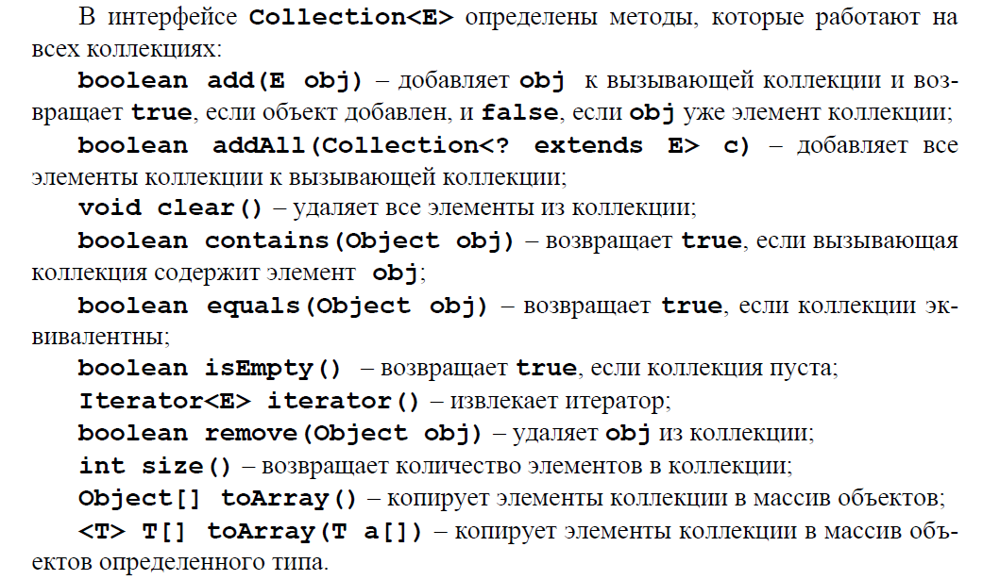 В интерфейсе Collection<E> определены методы, которые работают на
всех коллекциях:
boolean add(E obj) – добавляет obj к вызывающей коллекции и воз-
вращает true, если объект добавлен, и false, если obj уже элемент коллекции;
boolean addAll(Collection<? extends E> c) – добавляет все
элементы коллекции к вызывающей коллекции;
void clear() – удаляет все элементы из коллекции;
boolean contains(Object obj) – возвращает true, если вызывающая
коллекция содержит элемент obj;
boolean equals(Object obj) – возвращает true, если коллекции эк-
вивалентны;
boolean isEmpty() – возвращает true, если коллекция пуста;
Iterator<E> iterator() – извлекает итератор;
boolean remove(Object obj) – удаляет obj из коллекции;
int size() – возвращает количество элементов в коллекции;
Object[] toArray() – копирует элементы коллекции в массив объектов;
<T> T[] toArray(T a[]) – копирует элементы коллекции в массив объ-
ектов определенного типа.